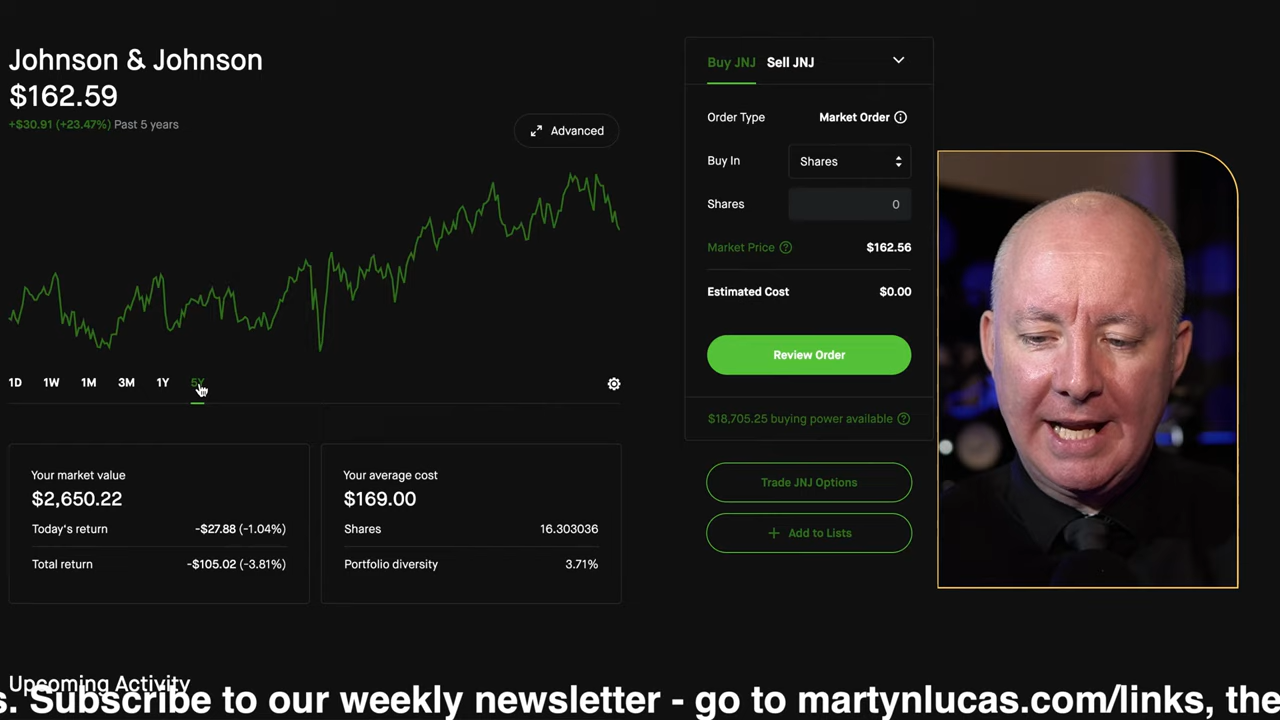 Johnson & Johnson
$162.59
+$30.91 (+23.47%) Past 5 years
Advanced
1D 1W 1M 3M 1Y 5Y
Your market value
$2,650.22
Today's return -$27.88 (-1.04%)
Total return -$105.02 (-3.81%)
Your average cost
$169.00
Shares 16.303036
Portfolio diversity 3.71%
Buy JNJ Sell JNJ
Order Type Market Order
Buy In Shares
Shares 0
Market Price $162.56
Estimated Cost $0.00
Review Order
$18,705.25 buying power available
Trade JNJ Options
+ Add to Lists
Upcoming Activity
s. Subscribe to our weekly newsletter - go to martynlucas.com/links, the